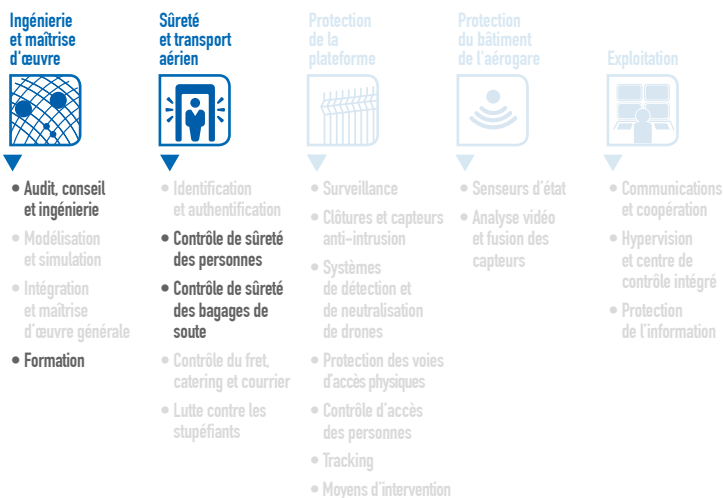 Ingénierie
et maîtrise
d'œuvre
• Audit, conseil
et ingénierie
• Modélisation
et simulation
• Intégration
et maîtrise
d'œuvre générale
• Formation
Sûreté
et transport
aérien
• Identification
et authentification
• Contrôle de sûreté
des personnes
• Contrôle de sûreté
des bagages de
soute
• Contrôle du fret,
catering et courrier
• Lutte contre les
stupéfiants
Protection
de la
plateforme
• Surveillance
• Clôtures et capteurs
anti-intrusion
• Systèmes
de détection et
de neutralisation
de drones
• Protection des voies
d'accès physiques
• Contrôle d'accès
des personnes
• Tracking
• Moyens d'intervention
Protection
du bâtiment
de l'aérogare
• Senseurs d'état
• Analyse vidéo
et fusion des
capteurs
Exploitation
• Communications
et coopération
• Hypervision
et centre de
contrôle intégré
• Protection
de l'information